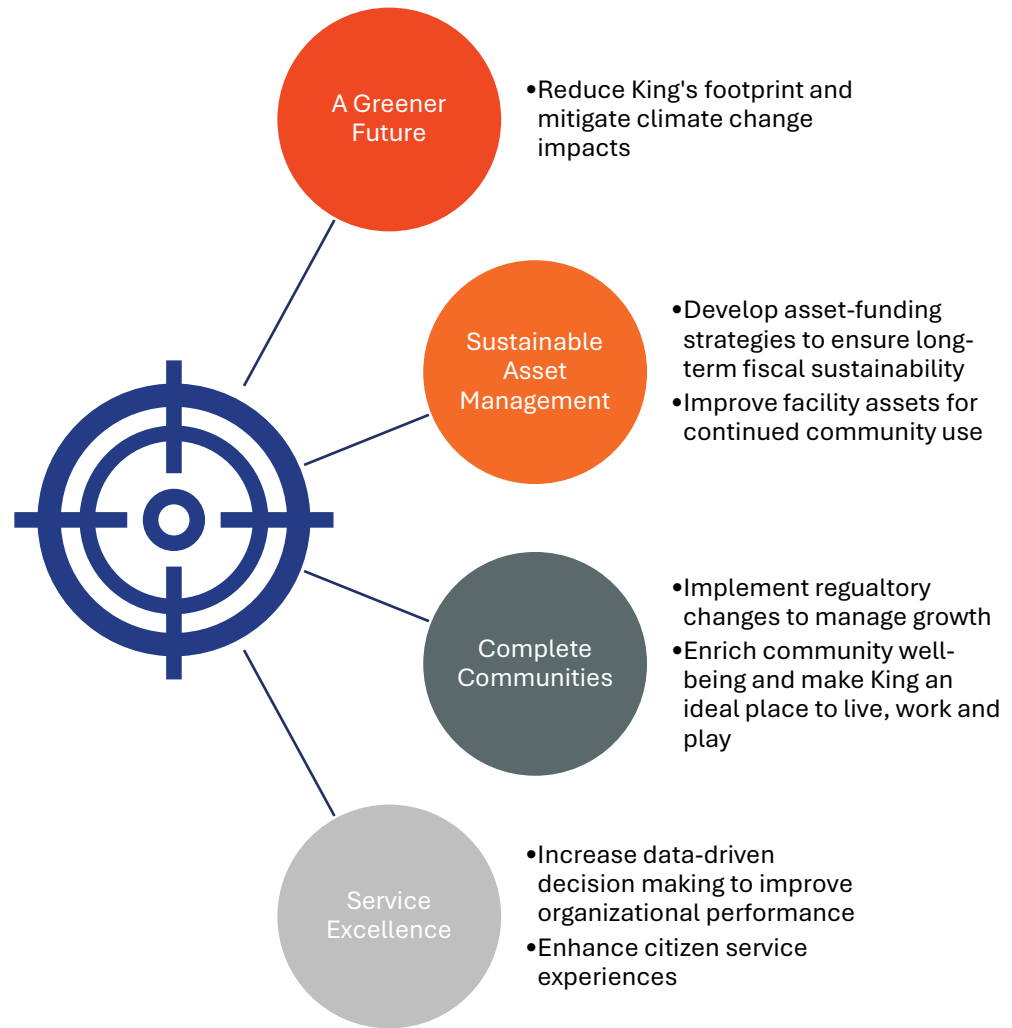 A Greener
Future
•Reduce King's footprint and
mitigate climate change
impacts
Sustainable
Asset
Management
•Develop asset-funding
strategies to ensure long-
term fiscal sustainability
•Improve facility assets for
continued community use
Complete
Communities
•Implement regualtory
changes to manage growth
•Enrich community well-
being and make King an
ideal place to live, work and
play
Service
Excellence
•Increase data-driven
decision making to improve
organizational performance
•Enhance citizen service
experiences